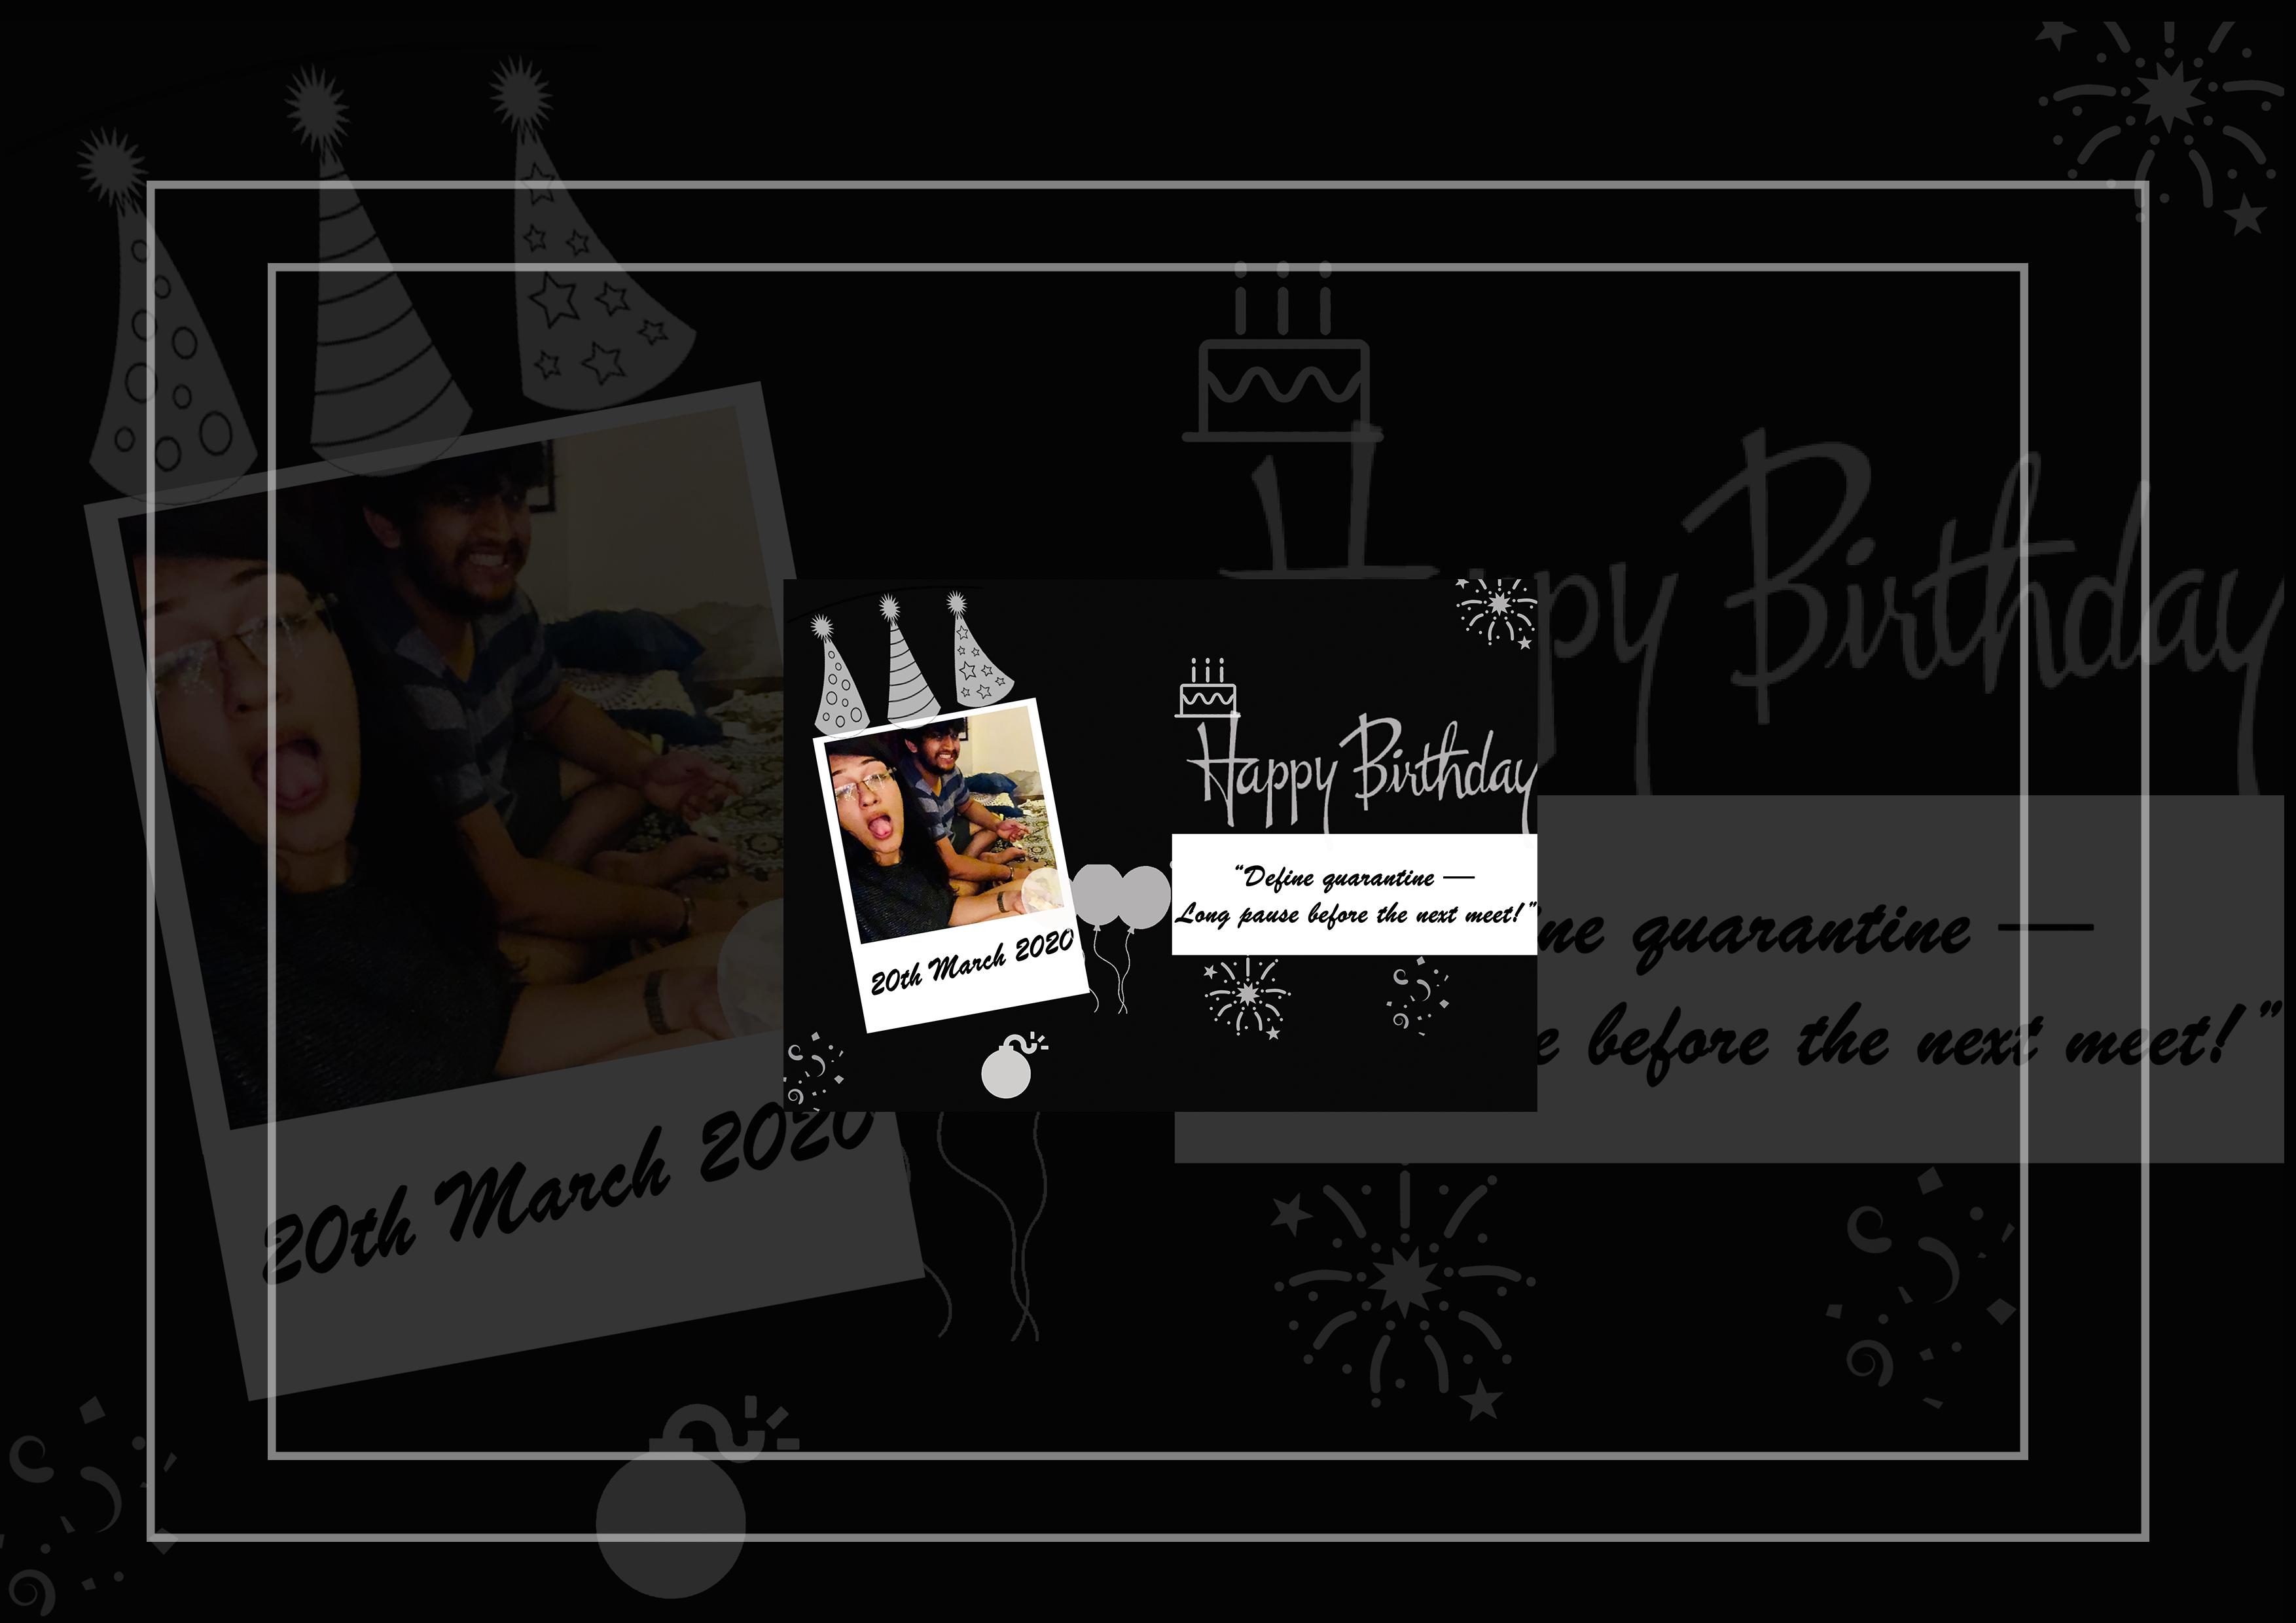 Happy Birthday
“Define quarantine —
Long pause before the next meet!”
20th March 2020
ppy Birthday
ne quarantine —
e before the next meet!”
20th March 2020